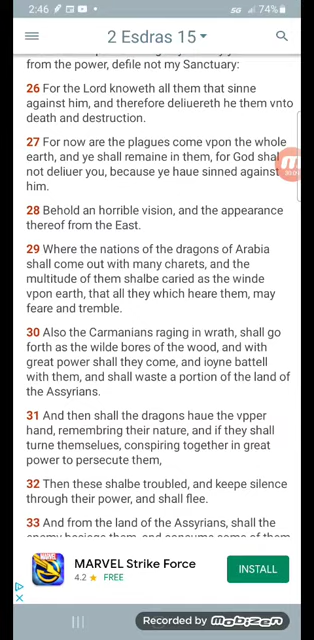 2:46
5G
74%
2 Esdras 15
from the power, defile not my Sanctuary:
26 For the Lord knoweth all them that sinne
against him, and therefore deliuereth he them vnto
death and destruction.
27 For now are the plagues come vpon the whole
earth, and ye shall remaine in them, for God shal
not deliuer you, because ye haue sinned against
him.
28 Behold an horrible vision, and the appearance
thereof from the East.
29 Where the nations of the dragons of Arabia
shall come out with many charets, and the
multitude of them shalbe caried as the winde
vpon earth, that all they which heare them, may
feare and tremble.
30 Also the Carmanians raging in wrath, shall go
forth as the wilde bores of the wood, and with
great power shall they come, and ioyne battell
with them, and shall waste a portion of the land of
the Assyrians.
31 And then shall the dragons haue the vpper
hand, remembring their nature, and if they shall
turne themselues, conspiring together in great
power to persecute them,
32 Then these shalbe troubled, and keepe silence
through their power, and shall flee.
33 And from the land of the Assyrians, shall the
enemy besiege them, and consume some of them
MARVEL Strike Force
4.2 ★ FREE
INSTALL
Recorded by Mobizen